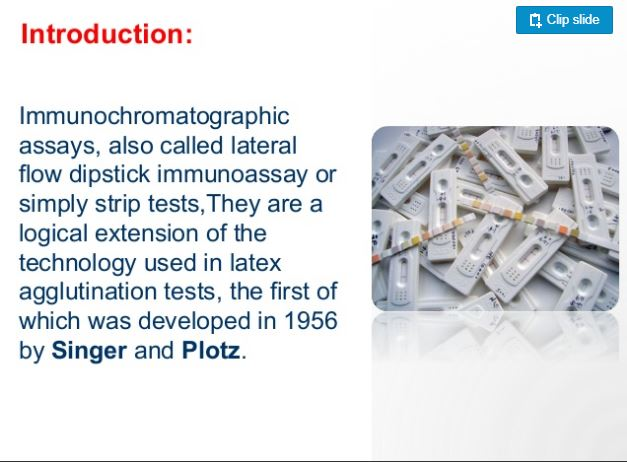 Clip slide
Introduction:
Immunochromatographic
assays, also called lateral
flow dipstick immunoassay or
simply strip tests,They are a
logical extension of the
technology used in latex
agglutination tests, the first of
which was developed in 1956
by Singer and Plotz.